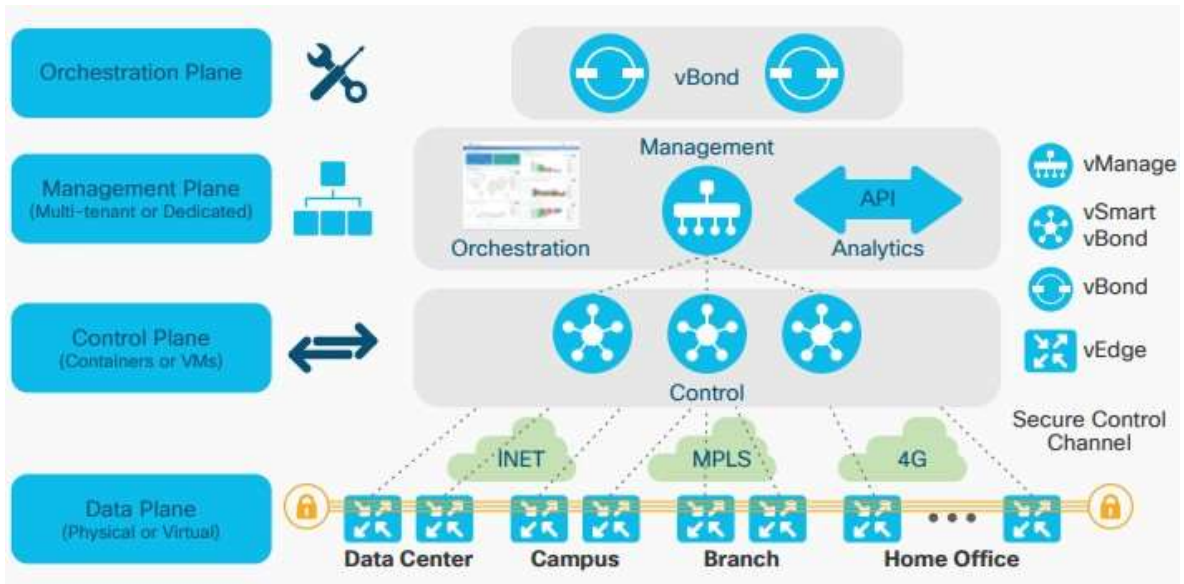 Orchestration Plane
vBond
Management Plane
(Multi-tenant or Dedicated)
Management
Orchestration
API
Analytics
vManage
vSmart
vBond
vBond
vEdge
Control Plane
(Containers or VMs)
Control
Secure Control
Channel
INET
MPLS
4G
Data Plane
(Physical or Virtual)
Data Center
Campus
Branch
Home Office